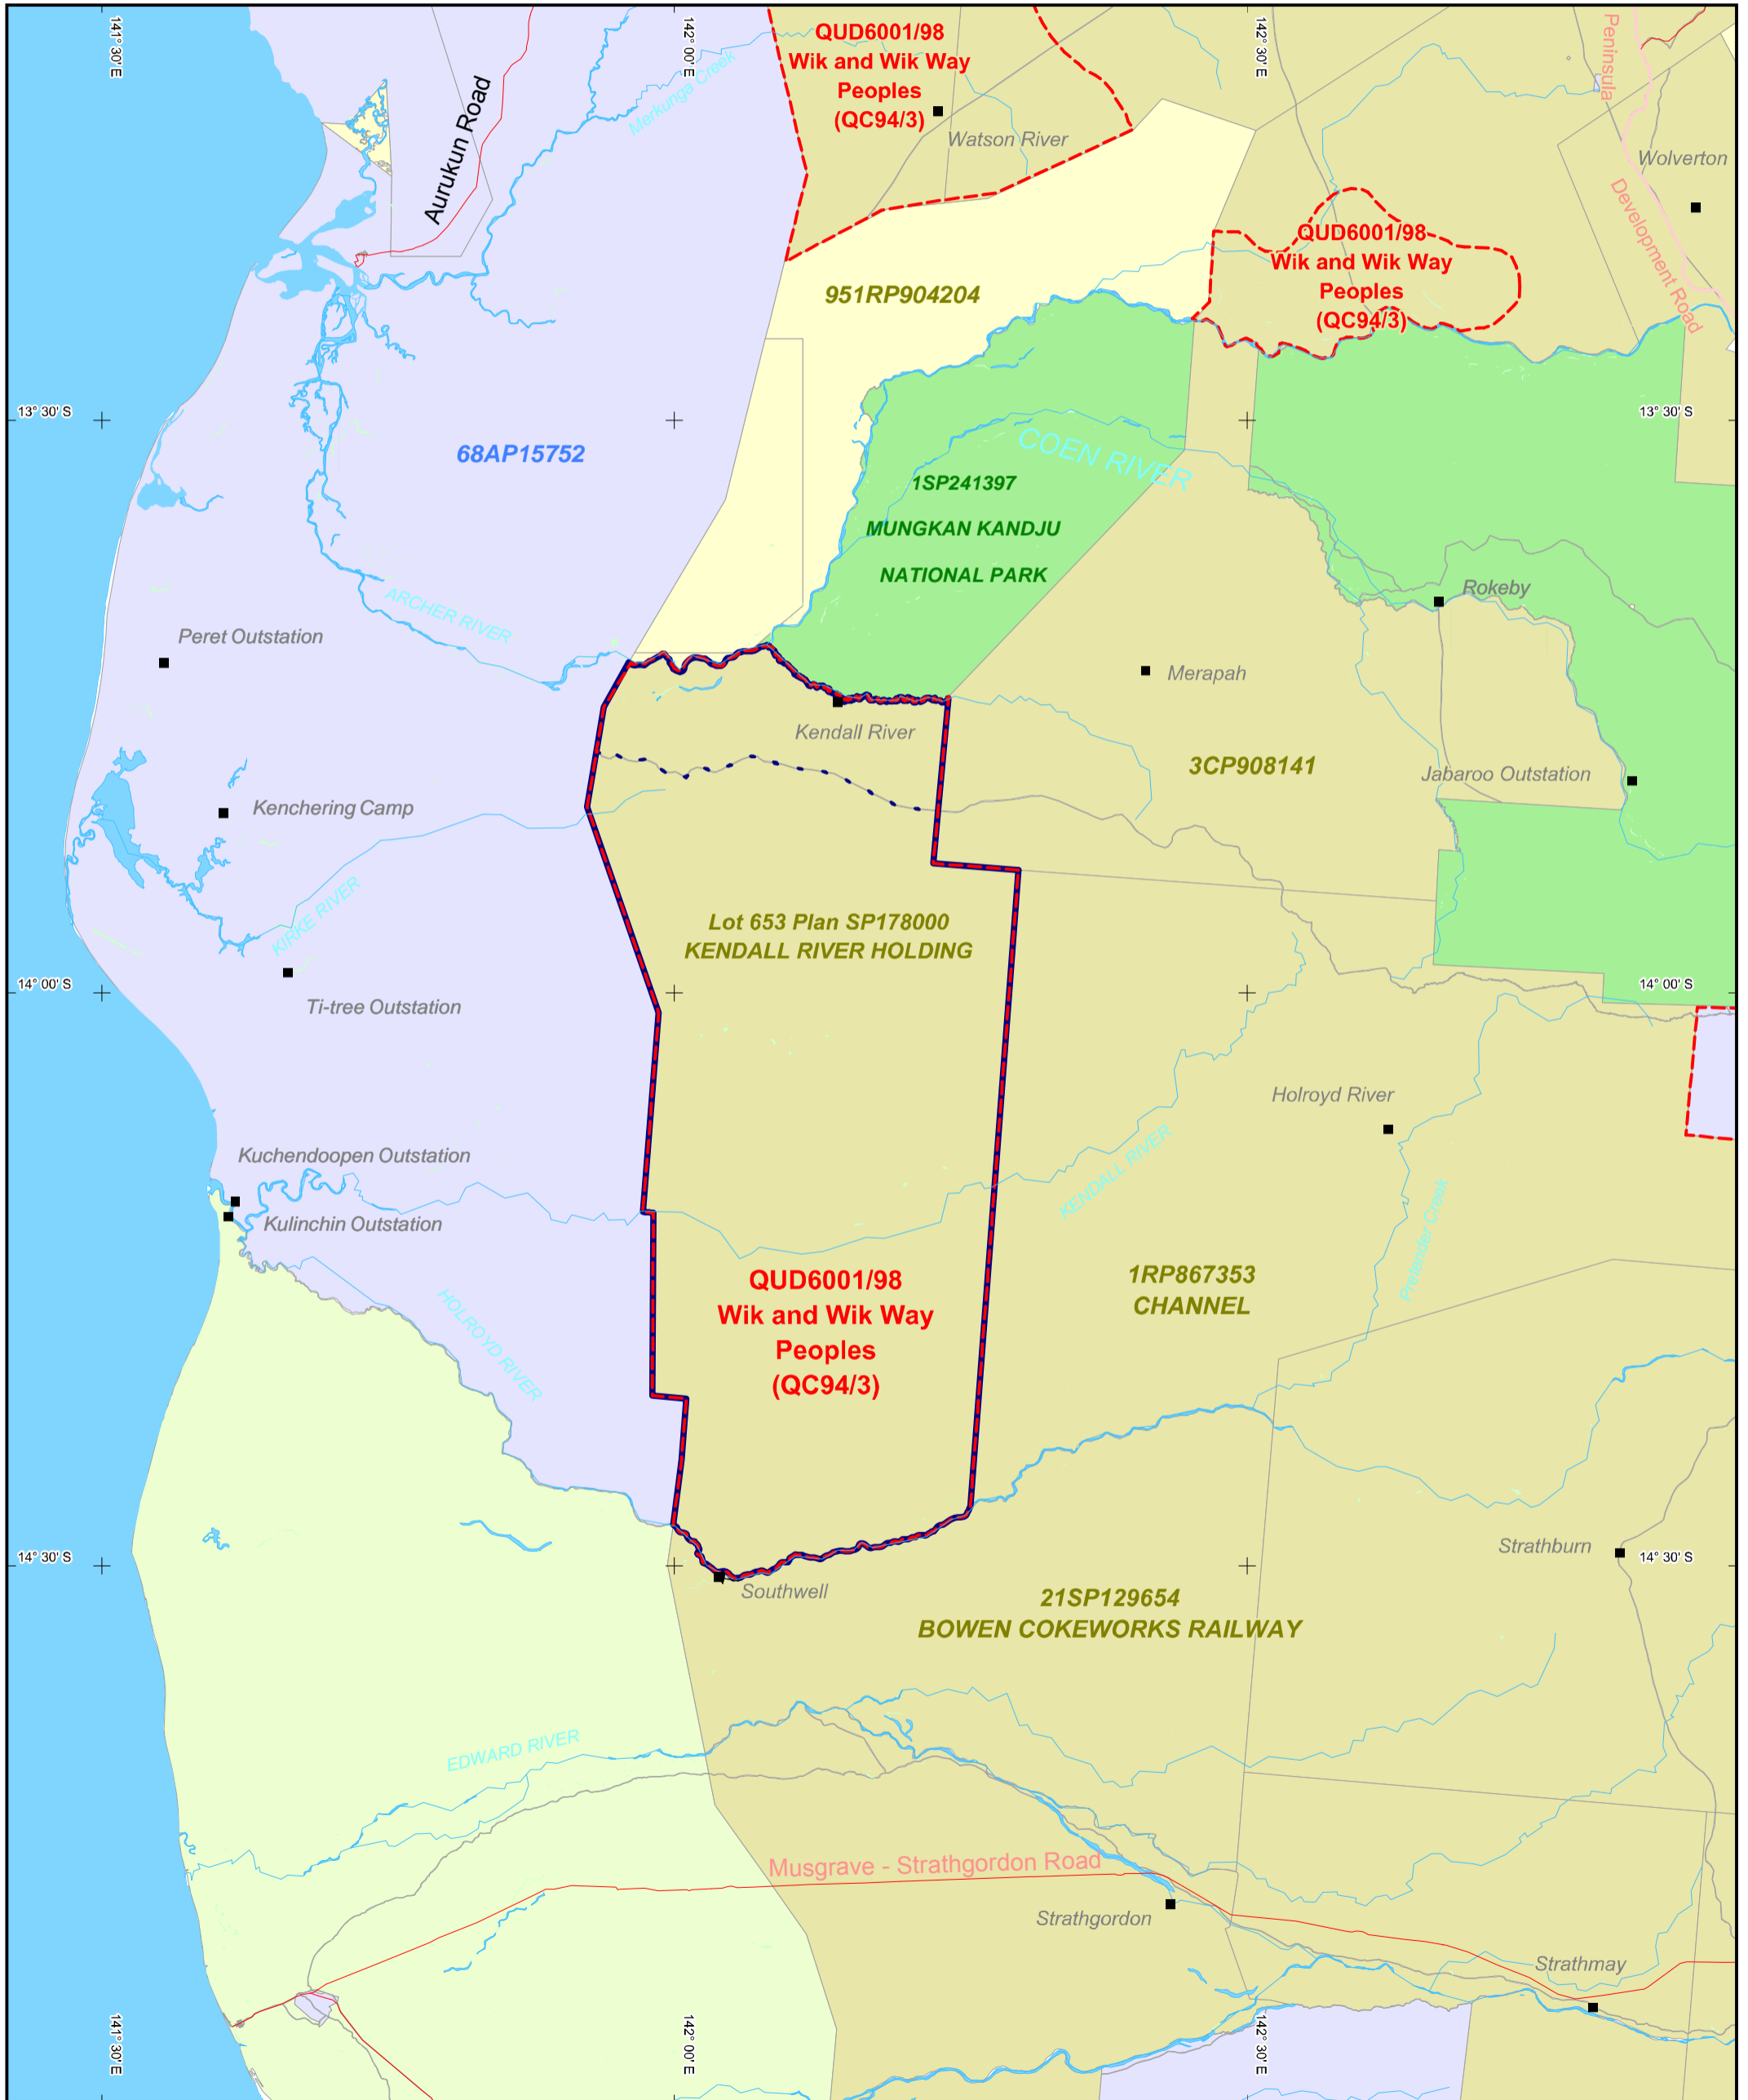 141° 30' E
142° 00' E
142° 30' E
QUD6001/98
Wik and Wik Way
Peoples
(QC94/3)
Watson River
Merkunga Creek
Aurukun Road
Peninsula
Development Road
Wolverton
QUD6001/98
Wik and Wik Way
Peoples
(QC94/3)
951RP904204
13° 30' S
13° 30' S
68AP15752
COEN RIVER
1SP241397
MUNGKAN KANDJU
NATIONAL PARK
ARCHER RIVER
Rokeby
Peret Outstation
Merapah
Kendall River
3CP908141
Jabaroo Outstation
Kenchering Camp
KIRKE RIVER
Lot 653 Plan SP178000
KENDALL RIVER HOLDING
14° 00' S
14° 00' S
Ti-tree Outstation
Holroyd River
Kuchendoopen Outstation
KENDALL RIVER
Kulinchin Outstation
Pretender Creek
QUD6001/98
Wik and Wik Way
Peoples
(QC94/3)
1RP867353
CHANNEL
HOLROYD RIVER
14° 30' S
Strathburn
14° 30' S
Southwell
21SP129654
BOWEN COKEWORKS RAILWAY
EDWARD RIVER
Musgrave - Strathgordon Road
Strathgordon
Strathmay
141° 30' E
142° 00' E
142° 30' E